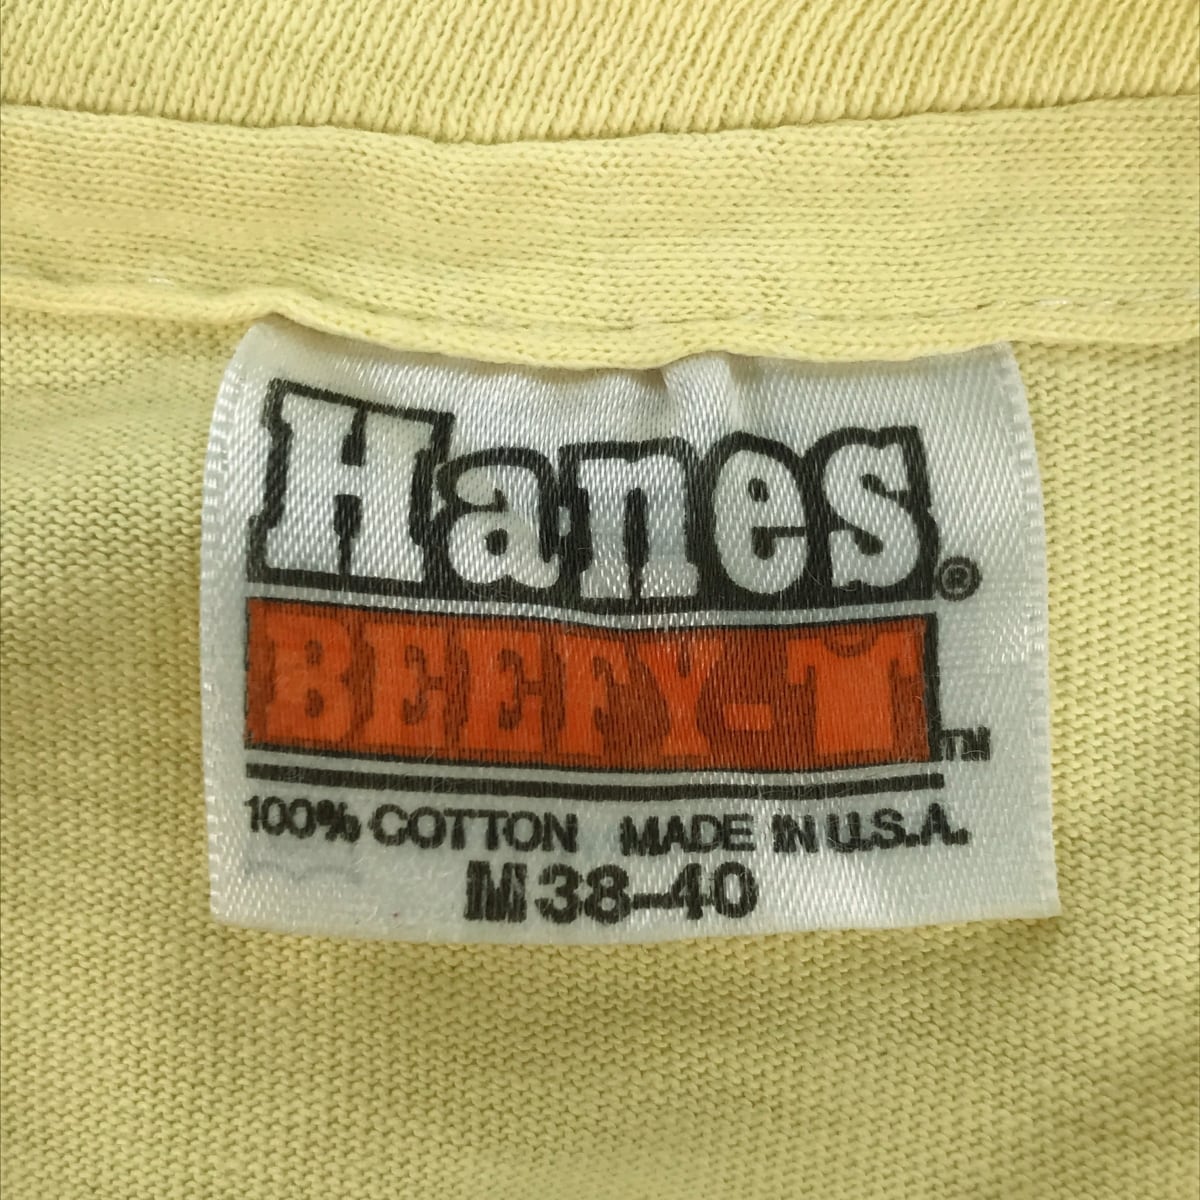 Hanes®
BEEFY-T™
100% COTTON MADE IN U.S.A.
M 38-40